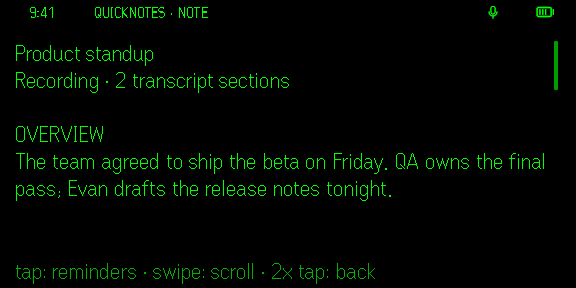 9:41 QUICKNOTES · NOTE
Product standup
Recording · 2 transcript sections
OVERVIEW
The team agreed to ship the beta on Friday. QA owns the final
pass; Evan drafts the release notes tonight.
tap: reminders · swipe: scroll · 2x tap: back